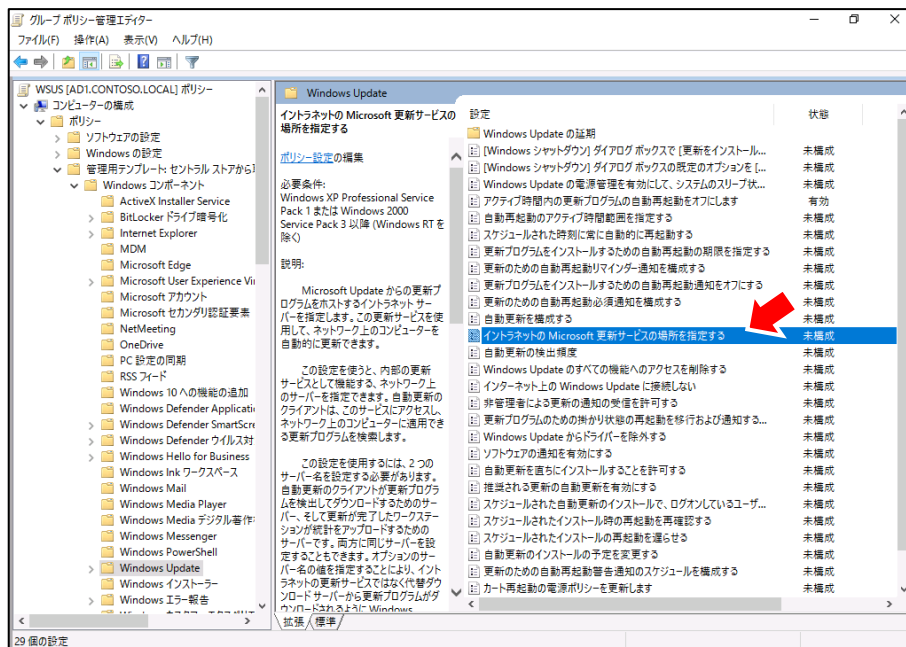 グループ ポリシー管理エディター
ファイル(F) 操作(A) 表示(V) ヘルプ(H)
WSUS [AD1.CONTOSO.LOCAL] ポリシー
コンピューターの構成
ポリシー
ソフトウェアの設定
Windows の設定
管理用テンプレート: セントラル ストアから
Windows コンポーネント
ActiveX Installer Service
BitLocker ドライブ暗号化
Internet Explorer
MDM
Microsoft Edge
Microsoft User Experience Vi
Microsoft アカウント
Microsoft セカンダリ認証要素
NetMeeting
OneDrive
PC 設定の同期
RSS フィード
Windows 10 への機能の追加
Windows Defender Applicati
Windows Defender SmartScre
Windows Defender ウイルス対
Windows Hello for Business
Windows Ink ワークスペース
Windows Mail
Windows Media Player
Windows Media デジタル著作
Windows Messenger
Windows PowerShell
Windows Update
Windows インストーラー
Windows エラー報告
Windows Update
イントラネットの Microsoft 更新サービスの
場所を指定する
ポリシー設定の編集
必要条件:
Windows XP Professional Service
Pack 1 または Windows 2000
Service Pack 3 以降 (Windows RT を
除く)
説明:
Microsoft Update からの更新プ
ログラムをホストするイントラネット サー
バーを指定します。この更新サービスを使
用して、ネットワーク上のコンピューターを
自動的に更新できます。
この設定を使うと、内部の更新
サービスとして機能する、ネットワーク上
のサーバーを指定できます。自動更新の
クライアントは、このサービスにアクセスし、
ネットワーク上のコンピューターに適用でき
る更新プログラムを検索します。
この設定を使用するには、2 つの
サーバー名を設定する必要があります。
自動更新のクライアントが更新プログラ
ムを検出してダウンロードするためのサー
バー、そして更新が完了したワークステー
ションが統計をアップロードするための
サーバーです。両方に同じサーバーを設
定することもできます。オプションのサー
バー名の値を指定することにより、イント
ラネットの更新サービスではなく代替ダウ
ンロード サーバーから更新プログラムがダ
ウンロードされるように Windows
設定 状態
Windows Update の延期
[Windows シャットダウン] ダイアログ ボックスで [更新をインストール... 未構成
[Windows シャットダウン] ダイアログ ボックスの既定のオプションを [... 未構成
Windows Update の電源管理を有効にして、システムのスリープ状... 未構成
アクティブ時間内の更新プログラムの自動再起動をオフにします 有効
自動再起動のアクティブ時間範囲を指定する 未構成
スケジュールされた時刻に常に自動的に再起動する 未構成
更新プログラムをインストールするための自動再起動の期限を指定する 未構成
更新のための自動再起動リマインダー通知を構成する 未構成
更新プログラムをインストールするための自動再起動通知をオフにする 未構成
更新のための自動再起動必須通知を構成する 未構成
自動更新を構成する 未構成
イントラネットの Microsoft 更新サービスの場所を指定する 未構成
自動更新の検出頻度 未構成
Windows Update のすべての機能へのアクセスを削除する 未構成
インターネット上の Windows Update に接続しない 未構成
非管理者による更新の通知の受信を許可する 未構成
更新プログラムのための掛かり状態の再起動を移行および通知する... 未構成
Windows Update からドライバーを除外する 未構成
ソフトウェアの通知を有効にする 未構成
自動更新を直ちにインストールすることを許可する 未構成
推奨される更新の自動更新を有効にする 未構成
スケジュールされた自動更新のインストールで、ログオンしているユーザ... 未構成
スケジュールされたインストール時の再起動を再確認する 未構成
スケジュールされたインストールの再起動を遅らせる 未構成
自動更新のインストールの予定を変更する 未構成
更新のための自動再起動警告通知のスケジュールを構成する 未構成
カート再起動の電源ポリシーを更新します 未構成
拡張 標準
29 個の設定